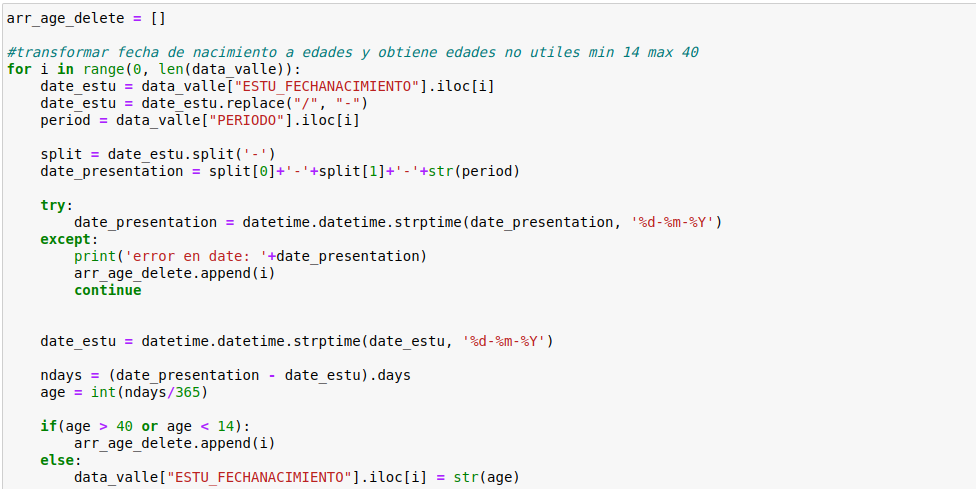 arr_age_delete = []
#transformar fecha de nacimiento a edades y obtiene edades no utiles min 14 max 40
for i in range(0, len(data_valle)):
    date_estu = data_valle["ESTU_FECHANACIMIENTO"].iloc[i]
    date_estu = date_estu.replace("/", "-")
    period = data_valle["PERIODO"].iloc[i]
    split = date_estu.split('-')
    date_presentation = split[0]+'-'+split[1]+'-'+str(period)
    try:
        date_presentation = datetime.datetime.strptime(date_presentation, '%d-%m-%Y')
    except:
        print('error en date: '+date_presentation)
        arr_age_delete.append(i)
        continue
    date_estu = datetime.datetime.strptime(date_estu, '%d-%m-%Y')
    ndays = (date_presentation - date_estu).days
    age = int(ndays/365)
    if(age > 40 or age < 14):
        arr_age_delete.append(i)
    else:
        data_valle["ESTU_FECHANACIMIENTO"].iloc[i] = str(age)